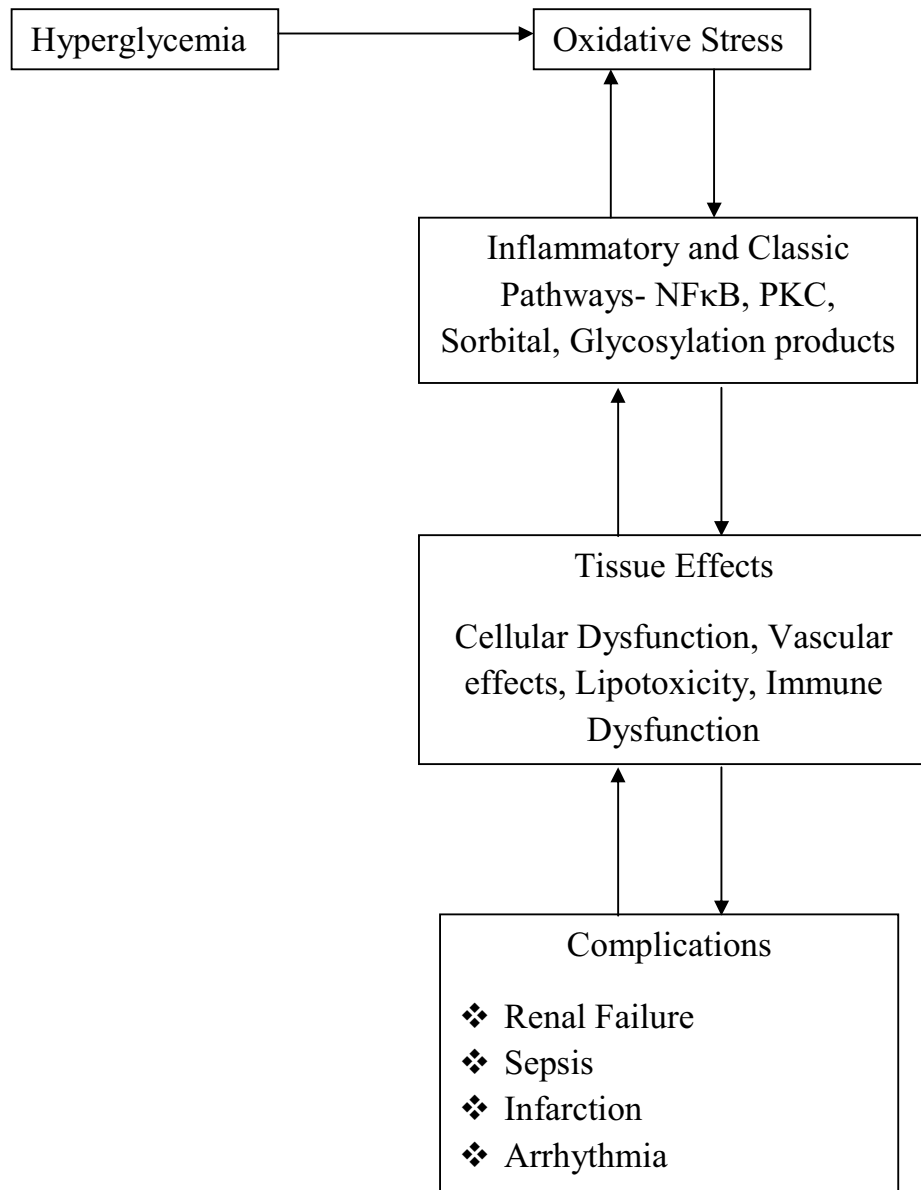 Hyperglycemia
Oxidative Stress
Inflammatory and Classic
Pathways- NFκB, PKC,
Sorbital, Glycosylation products
Tissue Effects
Cellular Dysfunction, Vascular
effects, Lipotoxicity, Immune
Dysfunction
Complications
❖ Renal Failure
❖ Sepsis
❖ Infarction
❖ Arrhythmia